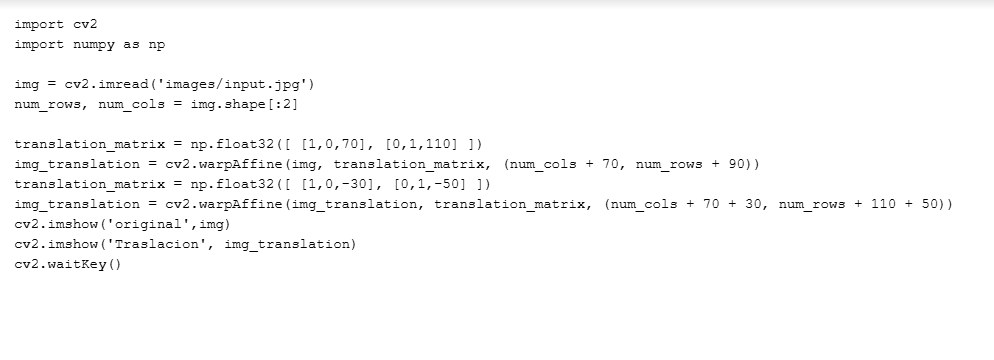 import cv2
import numpy as np
img = cv2.imread('images/input.jpg')
num_rows, num_cols = img.shape[:2]
translation_matrix = np.float32([ [1,0,70], [0,1,110] ])
img_translation = cv2.warpAffine(img, translation_matrix, (num_cols + 70, num_rows + 90))
translation_matrix = np.float32([ [1,0,-30], [0,1,-50] ])
img_translation = cv2.warpAffine(img_translation, translation_matrix, (num_cols + 70 + 30, num_rows + 110 + 50))
cv2.imshow('original',img)
cv2.imshow('Traslacion', img_translation)
cv2.waitKey()